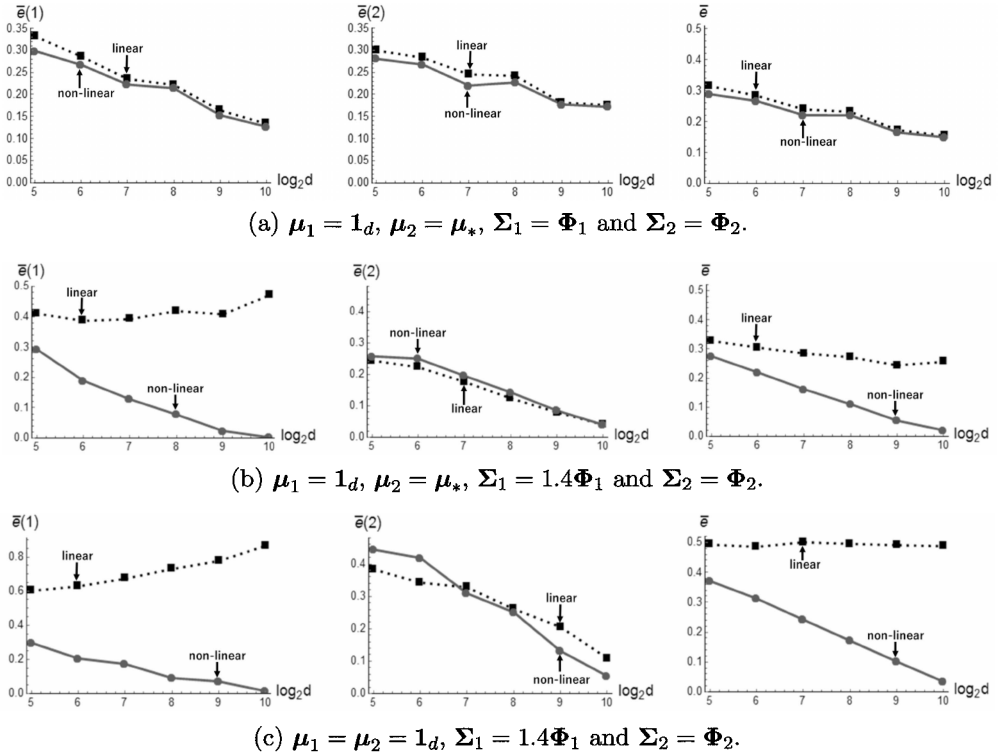 e̅(1) e̅(2) e̅
0.35 0.35 0.5
0.30 0.30 0.4
0.25 0.25 0.3
0.20 0.20 0.2
0.15 0.15 0.1
0.10 0.10
0.05 0.05
0.00 0.00 0.0
linear linear linear
non-linear non-linear non-linear
5 6 7 8 9 10 log₂d 5 6 7 8 9 10 log₂d 5 6 7 8 9 10 log₂d
(a) μ₁ = 1_d, μ₂ = μ_*, Σ₁ = Φ₁ and Σ₂ = Φ₂.
e̅(1) e̅(2) e̅
0.5 0.4 0.5
0.4 0.3 0.4
0.3 0.2 0.3
0.2 0.1 0.2
0.1 0.0 0.1
0.0 0.0
linear non-linear linear
non-linear linear non-linear
5 6 7 8 9 10 log₂d 5 6 7 8 9 10 log₂d 5 6 7 8 9 10 log₂d
(b) μ₁ = 1_d, μ₂ = μ_*, Σ₁ = 1.4Φ₁ and Σ₂ = Φ₂.
e̅(1) e̅(2) e̅
0.8 0.5 0.5
0.6 0.4 0.4
0.4 0.3 0.3
0.2 0.2 0.2
0.0 0.1 0.1
0.0 0.0
linear linear linear
non-linear non-linear non-linear
5 6 7 8 9 10 log₂d 5 6 7 8 9 10 log₂d 5 6 7 8 9 10 log₂d
(c) μ₁ = μ₂ = 1_d, Σ₁ = 1.4Φ₁ and Σ₂ = Φ₂.